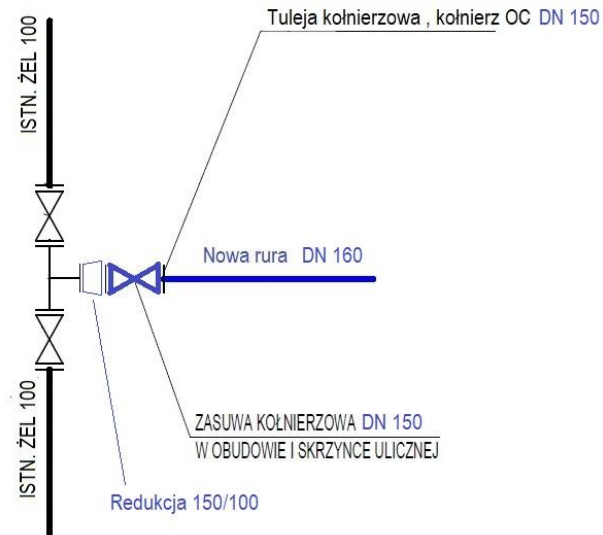 Tuleja kołnierzowa , kołnierz OC DN 150
ISTN. ŻEL 100
Nowa rura DN 160
ZASUWA KOŁNIERZOWA DN 150
W OBUDOWIE I SKRZYNCE ULICZNEJ
ISTN. ŻEL 100
Redukcja 150/100